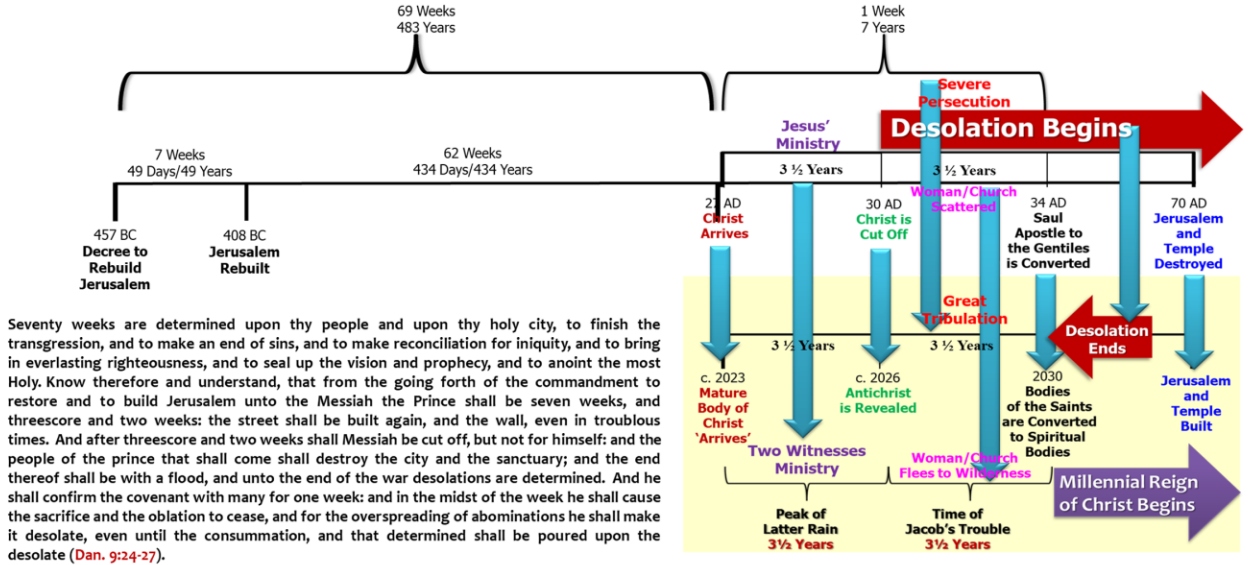 69 Weeks
483 Years
1 Week
7 Years
Severe
Persecution
Desolation Begins
Jesus'
Ministry
7 Weeks
49 Days/49 Years
62 Weeks
434 Days/434 Years
3 ½ Years
3 ½ Years
Woman/Church
Scattered
457 BC
Decree to
Rebuild
Jerusalem
408 BC
Jerusalem
Rebuilt
27 AD
Christ
Arrives
30 AD
Christ is
Cut Off
34 AD
Saul
Apostle to
the Gentiles
is Converted
70 AD
Jerusalem
and
Temple
Destroyed
Seventy weeks are determined upon thy people and upon thy holy city, to finish the
transgression, and to make an end of sins, and to make reconciliation for iniquity, and to bring
in everlasting righteousness, and to seal up the vision and prophecy, and to anoint the most
Holy. Know therefore and understand, that from the going forth of the commandment to
restore and to build Jerusalem unto the Messiah the Prince shall be seven weeks, and
threescore and two weeks: the street shall be built again, and the wall, even in troublous
times. And after threescore and two weeks shall Messiah be cut off, but not for himself: and the
people of the prince that shall come shall destroy the city and the sanctuary; and the end
thereof shall be with a flood, and unto the end of the war desolations are determined. And he
shall confirm the covenant with many for one week: and in the midst of the week he shall cause
the sacrifice and the oblation to cease, and for the overspreading of abominations he shall make
it desolate, even until the consummation, and that determined shall be poured upon the
desolate (Dan. 9:24-27).
Great
Tribulation
Desolation
Ends
3 ½ Years
3 ½ Years
c. 2023
Mature
Body of
Christ
'Arrives'
c. 2026
Antichrist
is Revealed
2030
Bodies
of the Saints
are Converted
to Spiritual
Bodies
Jerusalem
and
Temple
Built
Two Witnesses
Ministry
Woman/Church
Flees to Wilderness
Peak of
Latter Rain
3½ Years
Time of
Jacob's Trouble
3½ Years
Millennial Reign
of Christ Begins